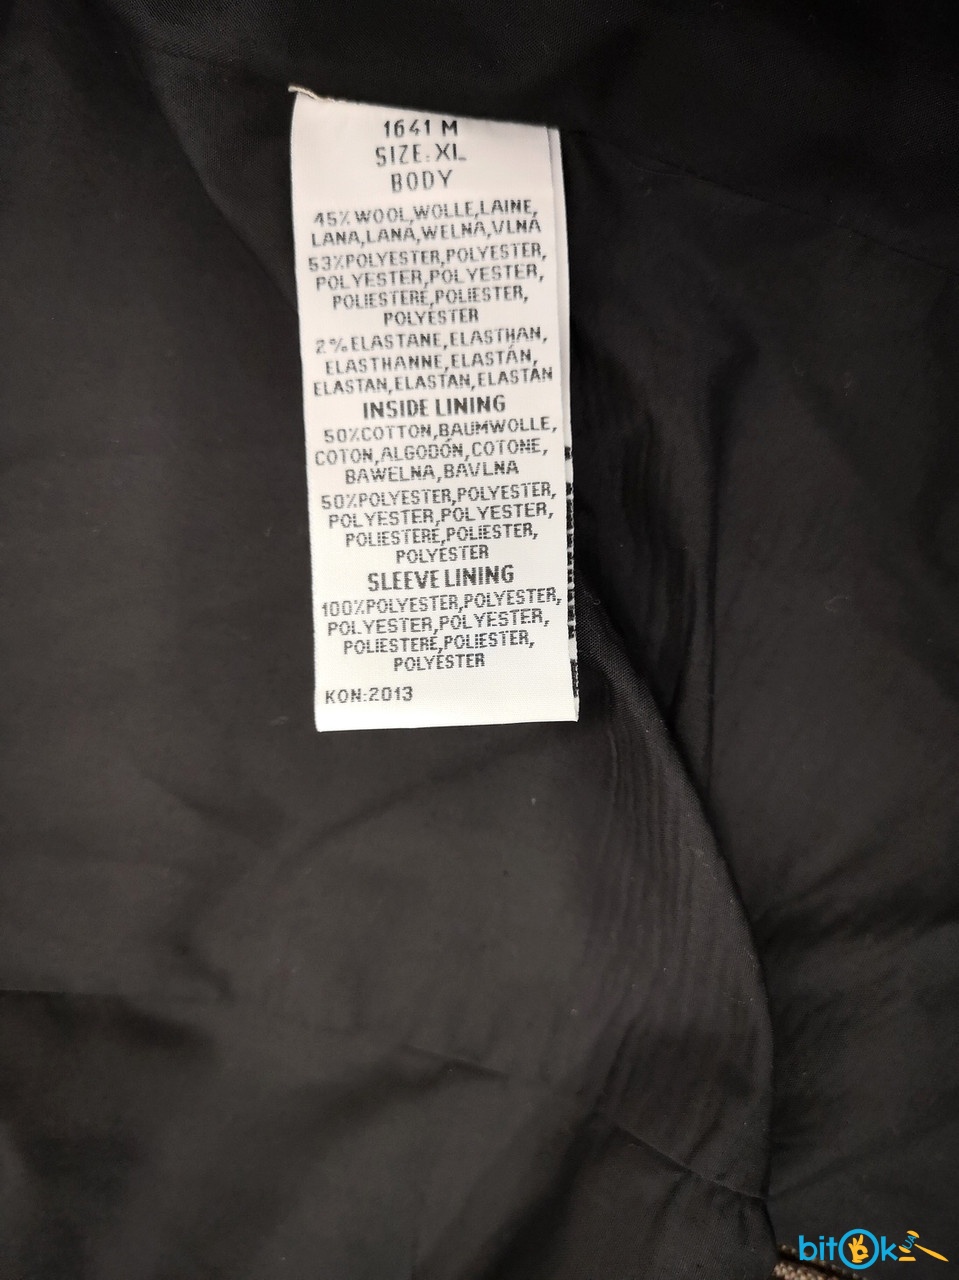 1641 M
SIZE:XL
BODY
45% WOOL,WOLLE,LAINE,
LANA,LANA,WELNA,VLNA
53%POLYESTER,POLYESTER,
POLYESTER,POLYESTER,
POLIESTERE,POLIESTER,
POLYESTER
2%ELASTANE,ELASTHAN,
ELASTHANNE,ELASTÁN,
ELASTAN,ELASTAN,ELASTAN
INSIDE LINING
50%COTTON,BAUMWOLLE,
COTON,ALGODÓN,COTONE,
BAWELNA,BAVLNA
50%POLYESTER,POLYESTER,
POLYESTER,POLYESTER,
POLIESTERE,POLIESTER,
POLYESTER
SLEEVE LINING
100%POLYESTER,POLYESTER,
POLYESTER,POLYESTER,
POLIESTERE,POLIESTER,
POLYESTER
KON:2013
bitOk UA